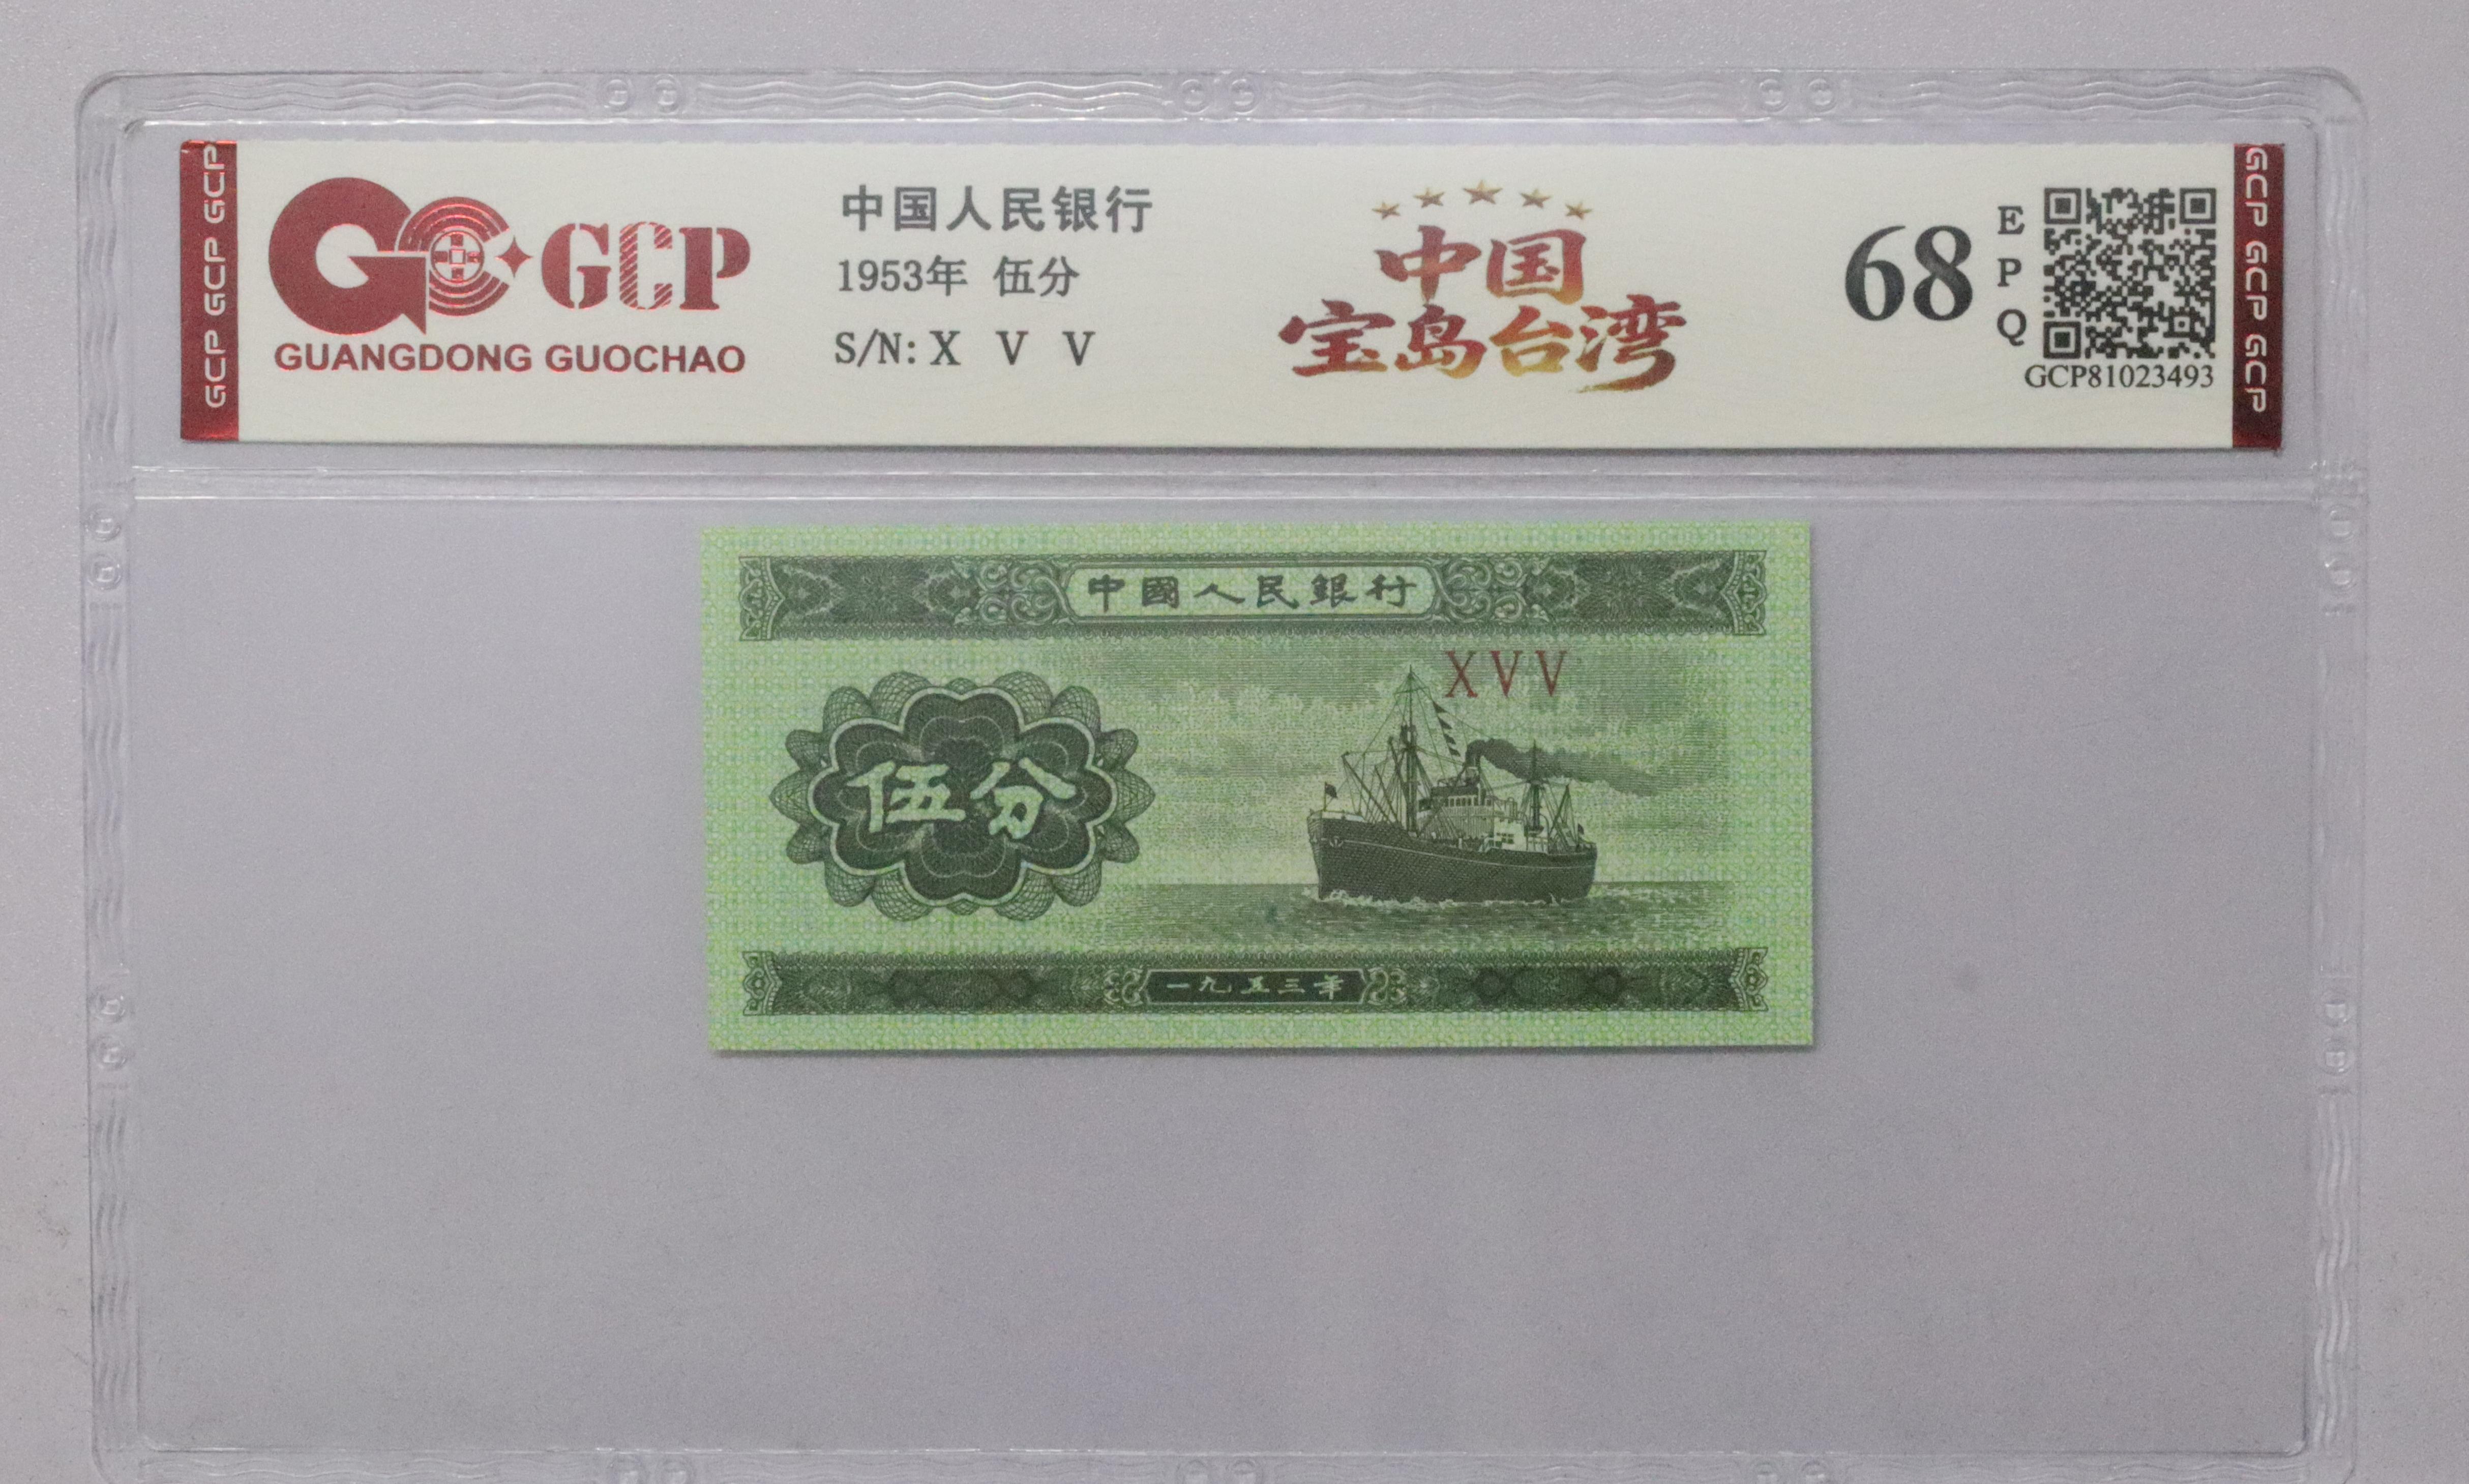 GCP GCP GCP
GCP
GUANGDONG GUOCHAO
中国人民银行
1953年 伍分
S/N: X V V
中国
宝岛台湾
68
E
P
Q
GCP81023493
GCP GCP GCP
中國人民銀行
X V V
伍分
一九五三年